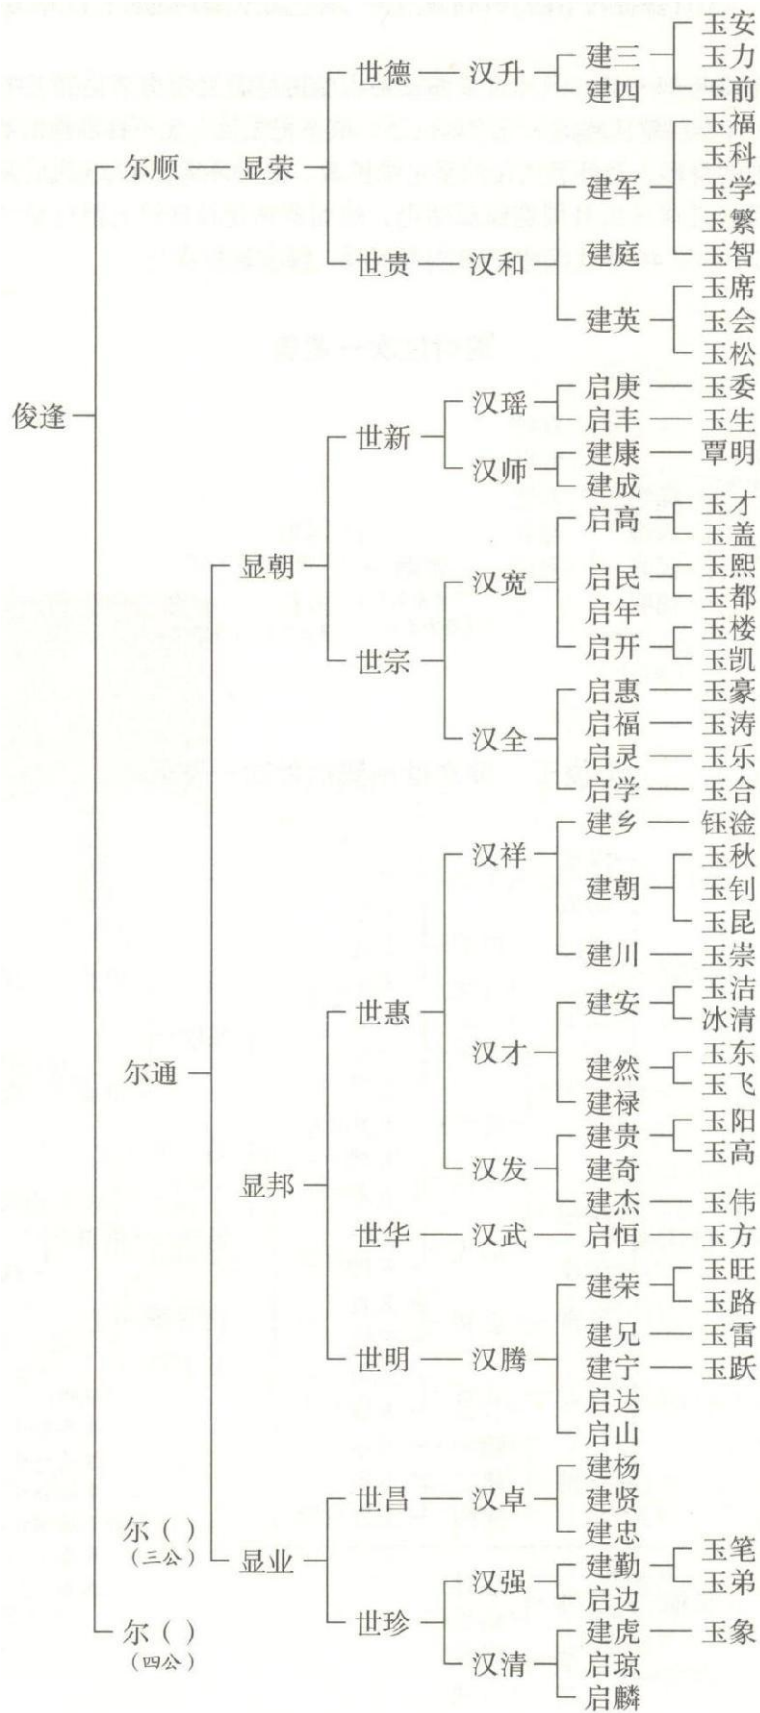 俊逢
尔顺
尔通
尔（ ）
（三公）
尔（ ）
（四公）
显荣
显朝
显邦
显业
世德
世贵
世新
世宗
世惠
世华
世明
世昌
世珍
汉升
汉和
汉瑶
汉师
汉宽
汉全
汉祥
汉才
汉发
汉武
汉腾
汉卓
汉强
汉清
建三
建四
建军
建庭
建英
启庚
启丰
建康
建成
启高
启民
启年
启开
启惠
启福
启灵
启学
建乡
建朝
建川
建安
建然
建禄
建贵
建奇
建杰
启恒
建荣
建兄
建宁
启达
启山
建杨
建贤
建忠
建勤
启边
建虎
启琼
启麟
玉安
玉力
玉前
玉福
玉科
玉学
玉繁
玉智
玉席
玉会
玉松
玉委
玉生
覃明
玉才
玉盖
玉熙
玉都
玉楼
玉凯
玉豪
玉涛
玉乐
玉合
钰淦
玉秋
玉钊
玉昆
玉崇
玉洁
冰清
玉东
玉飞
玉阳
玉高
玉伟
玉方
玉旺
玉路
玉雷
玉跃
玉笔
玉弟
玉象